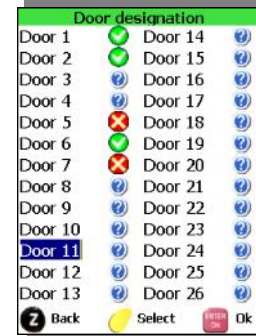 Door designation
Door 1 Door 14
Door 2 Door 15
Door 3 Door 16
Door 4 Door 17
Door 5 Door 18
Door 6 Door 19
Door 7 Door 20
Door 8 Door 21
Door 9 Door 22
Door 10 Door 23
Door 11 Door 24
Door 12 Door 25
Door 13 Door 26
Z Back Select ENTER ON Ok